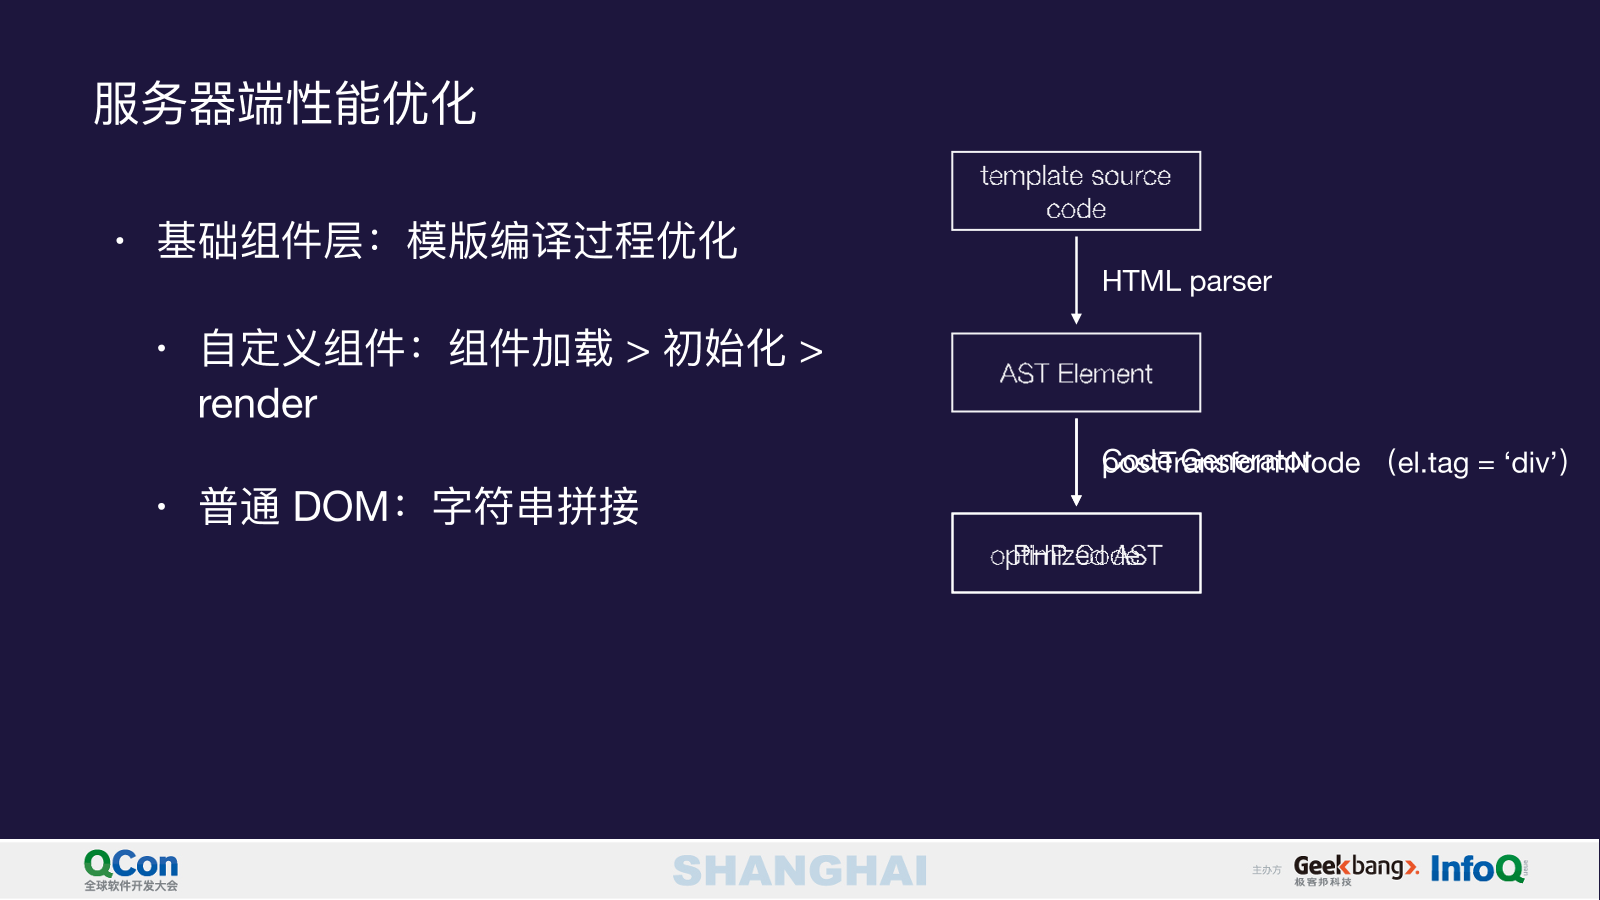 服务器端性能优化
• 基础组件层：模版编译过程优化
• 自定义组件：组件加载 > 初始化 >
render
• 普通 DOM：字符串拼接
template source
code
HTML parser
AST Element
Code Generator
postTransformNode （el.tag = ‘div’）
optimized AST
PHP Code
QCon
全球软件开发大会
SHANGHAI
主办方
Geekbang>.
极客邦科技
InfoQ